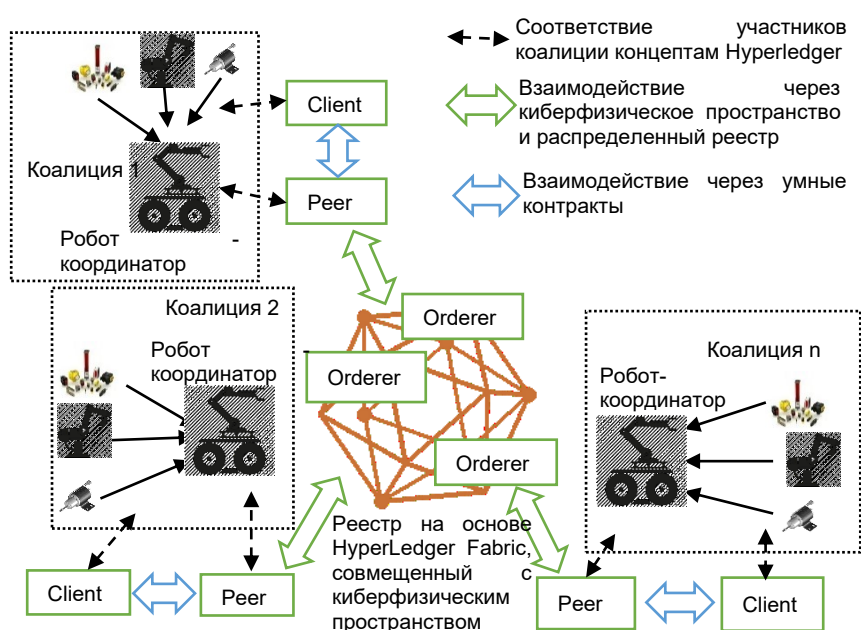 Соответствие участников
коалиции концептам Hyperledger
Взаимодействие через
киберфизическое пространство
и распределенный реестр
Взаимодействие через умные
контракты
Client
Коалиция 1
Peer
Робот -
координатор
Коалиция 2
Робот -
координатор
Orderer
Orderer
Orderer
Коалиция n
Робот-
координатор
Реестр на основе
HyperLedger Fabric,
совмещенный с
киберфизическим
пространством
Client
Peer
Peer
Client